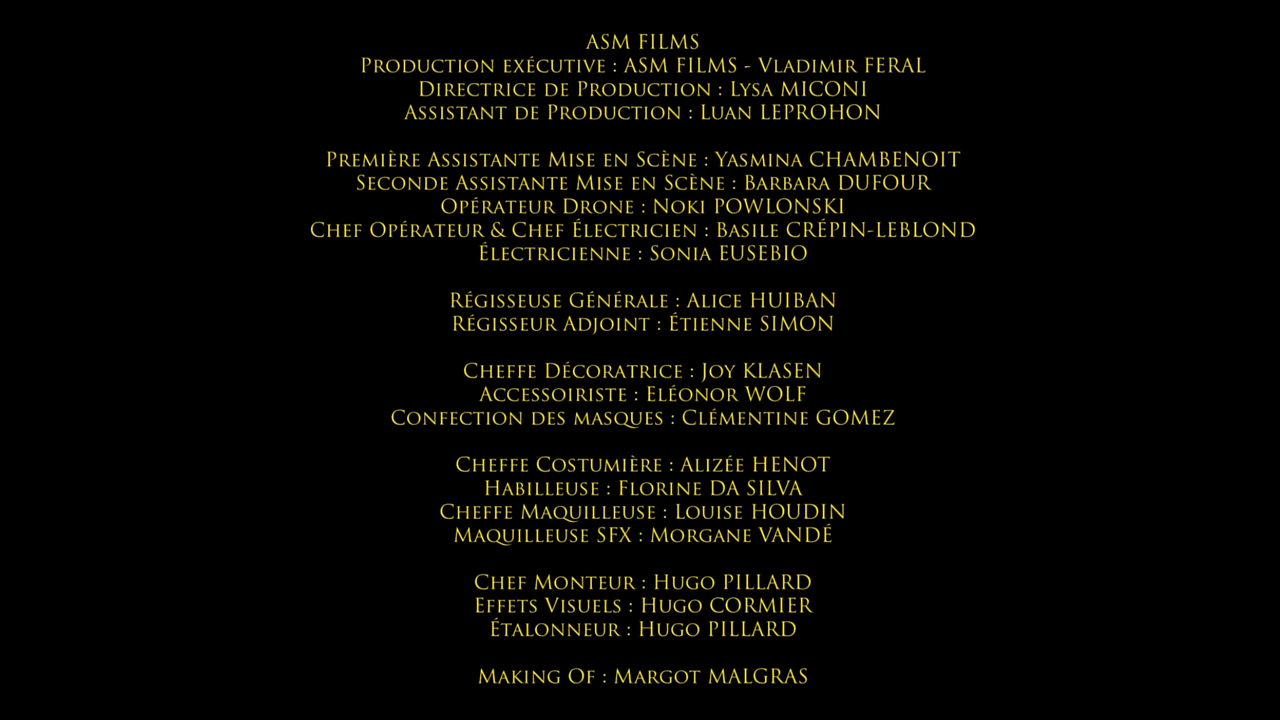 ASM FILMS
Production exécutive : ASM FILMS - Vladimir FERAL
Directrice de Production : Lysa MICONI
Assistant de Production : Luan LEPROHON
Première Assistante Mise en Scène : Yasmina CHAMBENOIT
Seconde Assistante Mise en Scène : Barbara DUFOUR
Opérateur Drone : Noki POWLONSKI
Chef Opérateur & Chef Électricien : Basile CRÉPIN-LEBLOND
Électricienne : Sonia EUSEBIO
Régisseuse Générale : Alice HUIBAN
Régisseur Adjoint : Étienne SIMON
Cheffe Décoratrice : Joy KLASEN
Accessoiriste : Eléonor WOLF
Confection des masques : Clémentine GOMEZ
Cheffe Costumière : Alizée HENOT
Habilleuse : Florine DA SILVA
Cheffe Maquilleuse : Louise HOUDIN
Maquilleuse SFX : Morgane VANDÉ
Chef Monteur : Hugo PILLARD
Effets Visuels : Hugo CORMIER
Étalonneur : Hugo PILLARD
Making Of : Margot MALGRAS